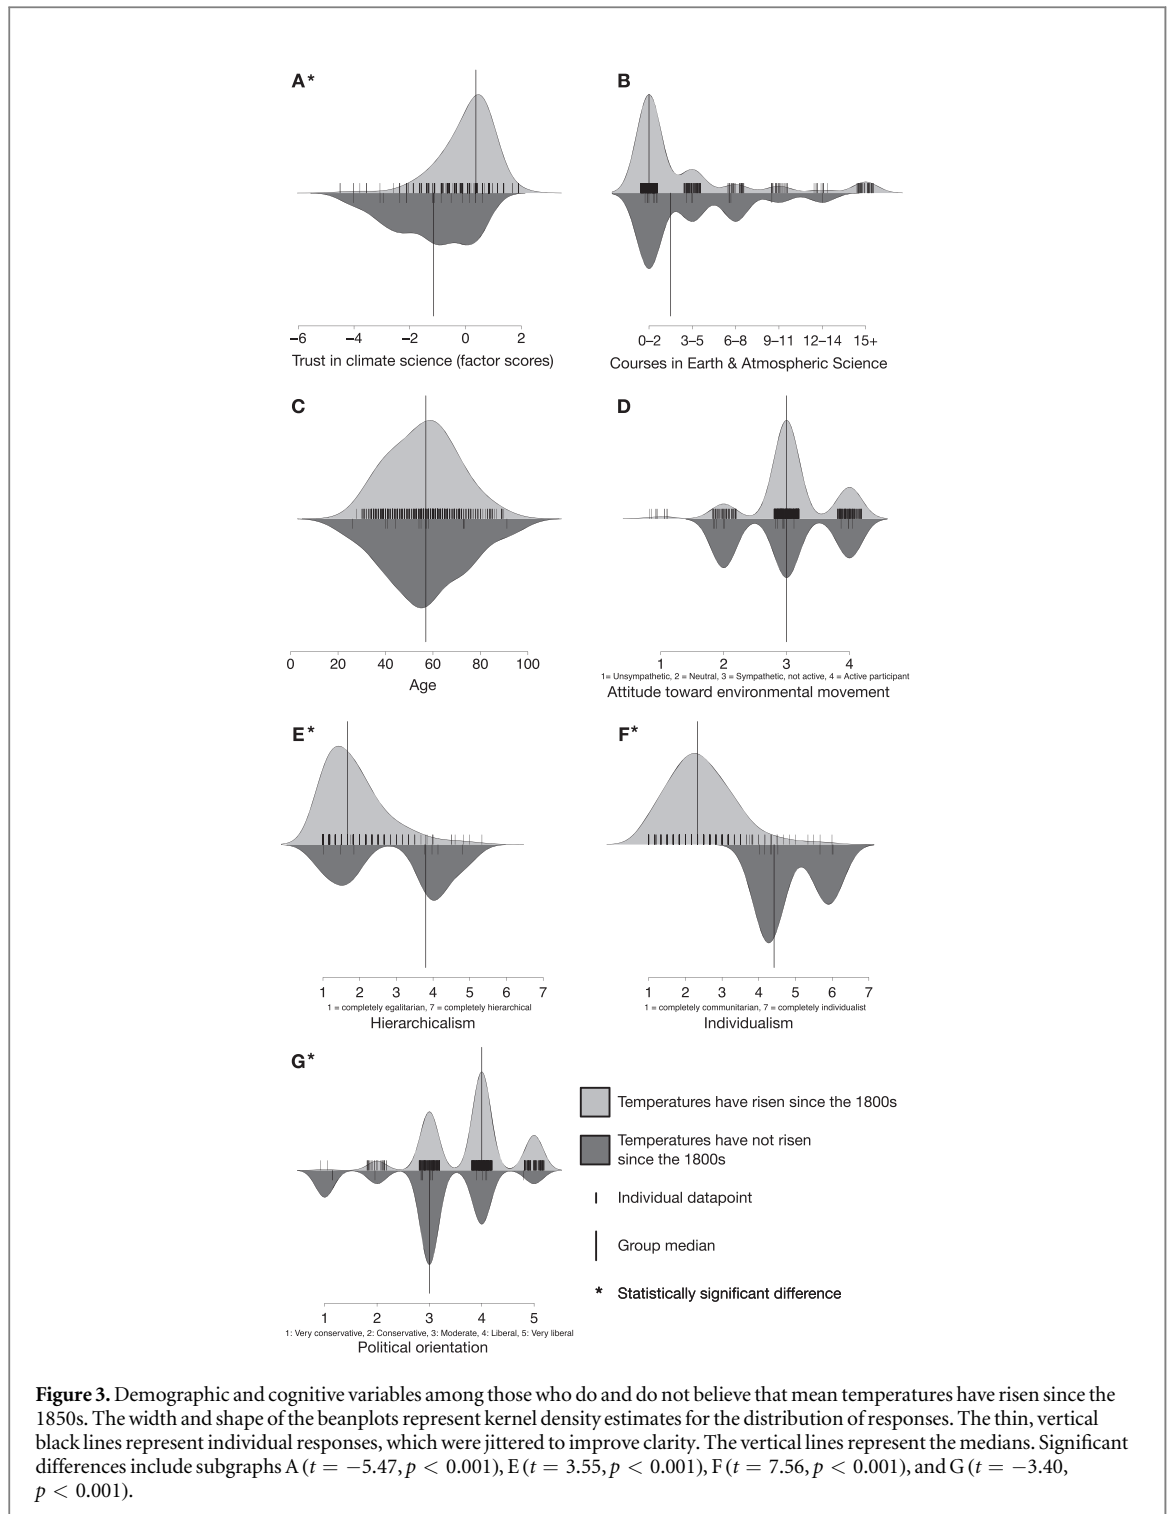 A*
B
−6 −4 −2 0 2
Trust in climate science (factor scores)
0–2 3–5 6–8 9–11 12–14 15+
Courses in Earth & Atmospheric Science
C
D
0 20 40 60 80 100
Age
1 2 3 4
1= Unsympathetic, 2 = Neutral, 3 = Sympathetic, not active, 4 = Active participant
Attitude toward environmental movement
E*
F*
1 2 3 4 5 6 7
1 = completely egalitarian, 7 = completely hierarchical
Hierarchicalism
1 2 3 4 5 6 7
1 = completely communitarian, 7 = completely individualist
Individualism
G*
1 2 3 4 5
1: Very conservative, 2: Conservative, 3: Moderate, 4: Liberal, 5: Very liberal
Political orientation
Temperatures have risen since the 1800s
Temperatures have not risen
since the 1800s
Individual datapoint
Group median
* Statistically significant difference
Figure 3. Demographic and cognitive variables among those who do and do not believe that mean temperatures have risen since the
1850s. The width and shape of the beanplots represent kernel density estimates for the distribution of responses. The thin, vertical
black lines represent individual responses, which were jittered to improve clarity. The vertical lines represent the medians. Significant
differences include subgraphs A (t = −5.47, p < 0.001), E (t = 3.55, p < 0.001), F (t = 7.56, p < 0.001), and G (t = −3.40,
p < 0.001).